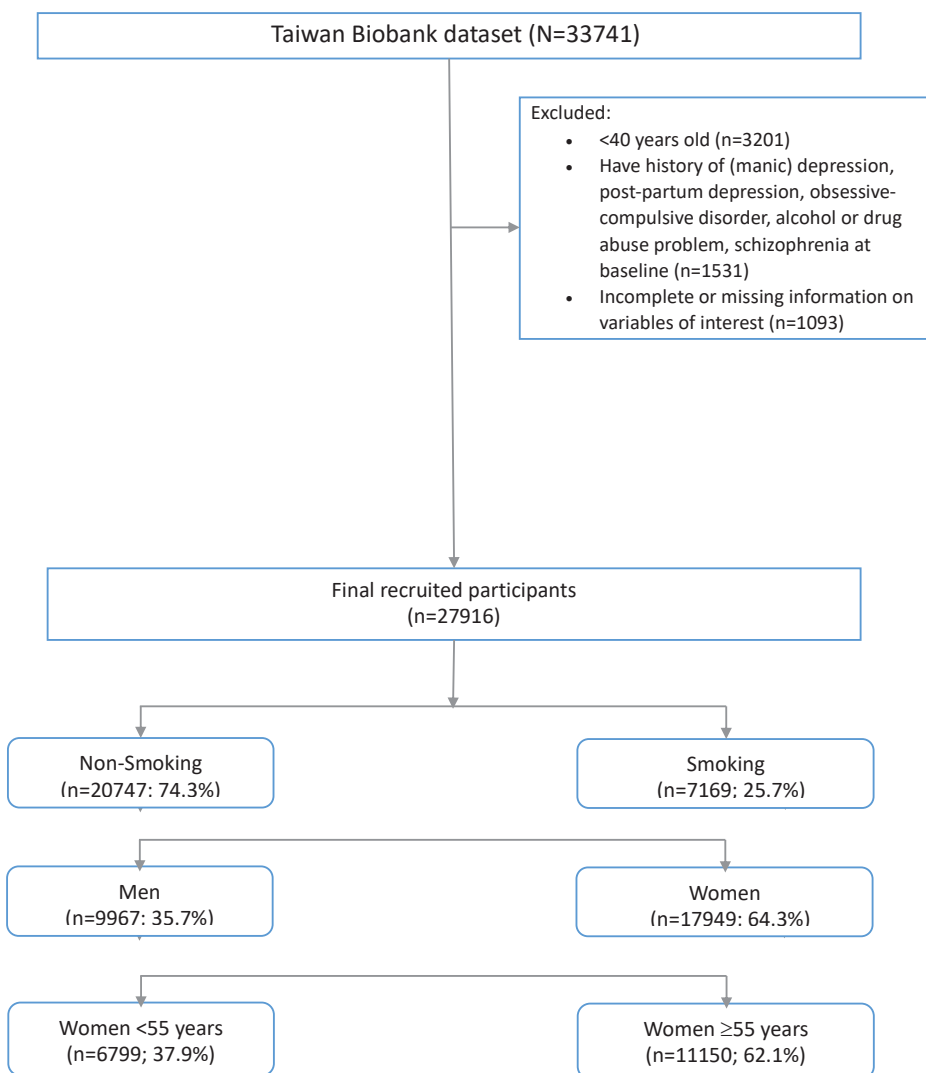 Taiwan Biobank dataset (N=33741)
Excluded:
• <40 years old (n=3201)
• Have history of (manic) depression,
post-partum depression, obsessive-
compulsive disorder, alcohol or drug
abuse problem, schizophrenia at
baseline (n=1531)
• Incomplete or missing information on
variables of interest (n=1093)
Final recruited participants
(n=27916)
Non-Smoking
(n=20747; 74.3%)
Smoking
(n=7169; 25.7%)
Men
(n=9967; 35.7%)
Women
(n=17949; 64.3%)
Women <55 years
(n=6799; 37.9%)
Women ≥55 years
(n=11150; 62.1%)